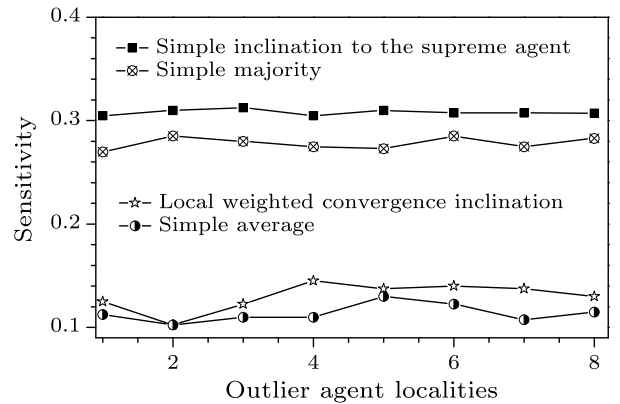 0.4
Simple inclination to the supreme agent
Simple majority
0.3
Sensitivity
Local weighted convergence inclination
0.2
Simple average
0.1
2 4 6 8
Outlier agent localities